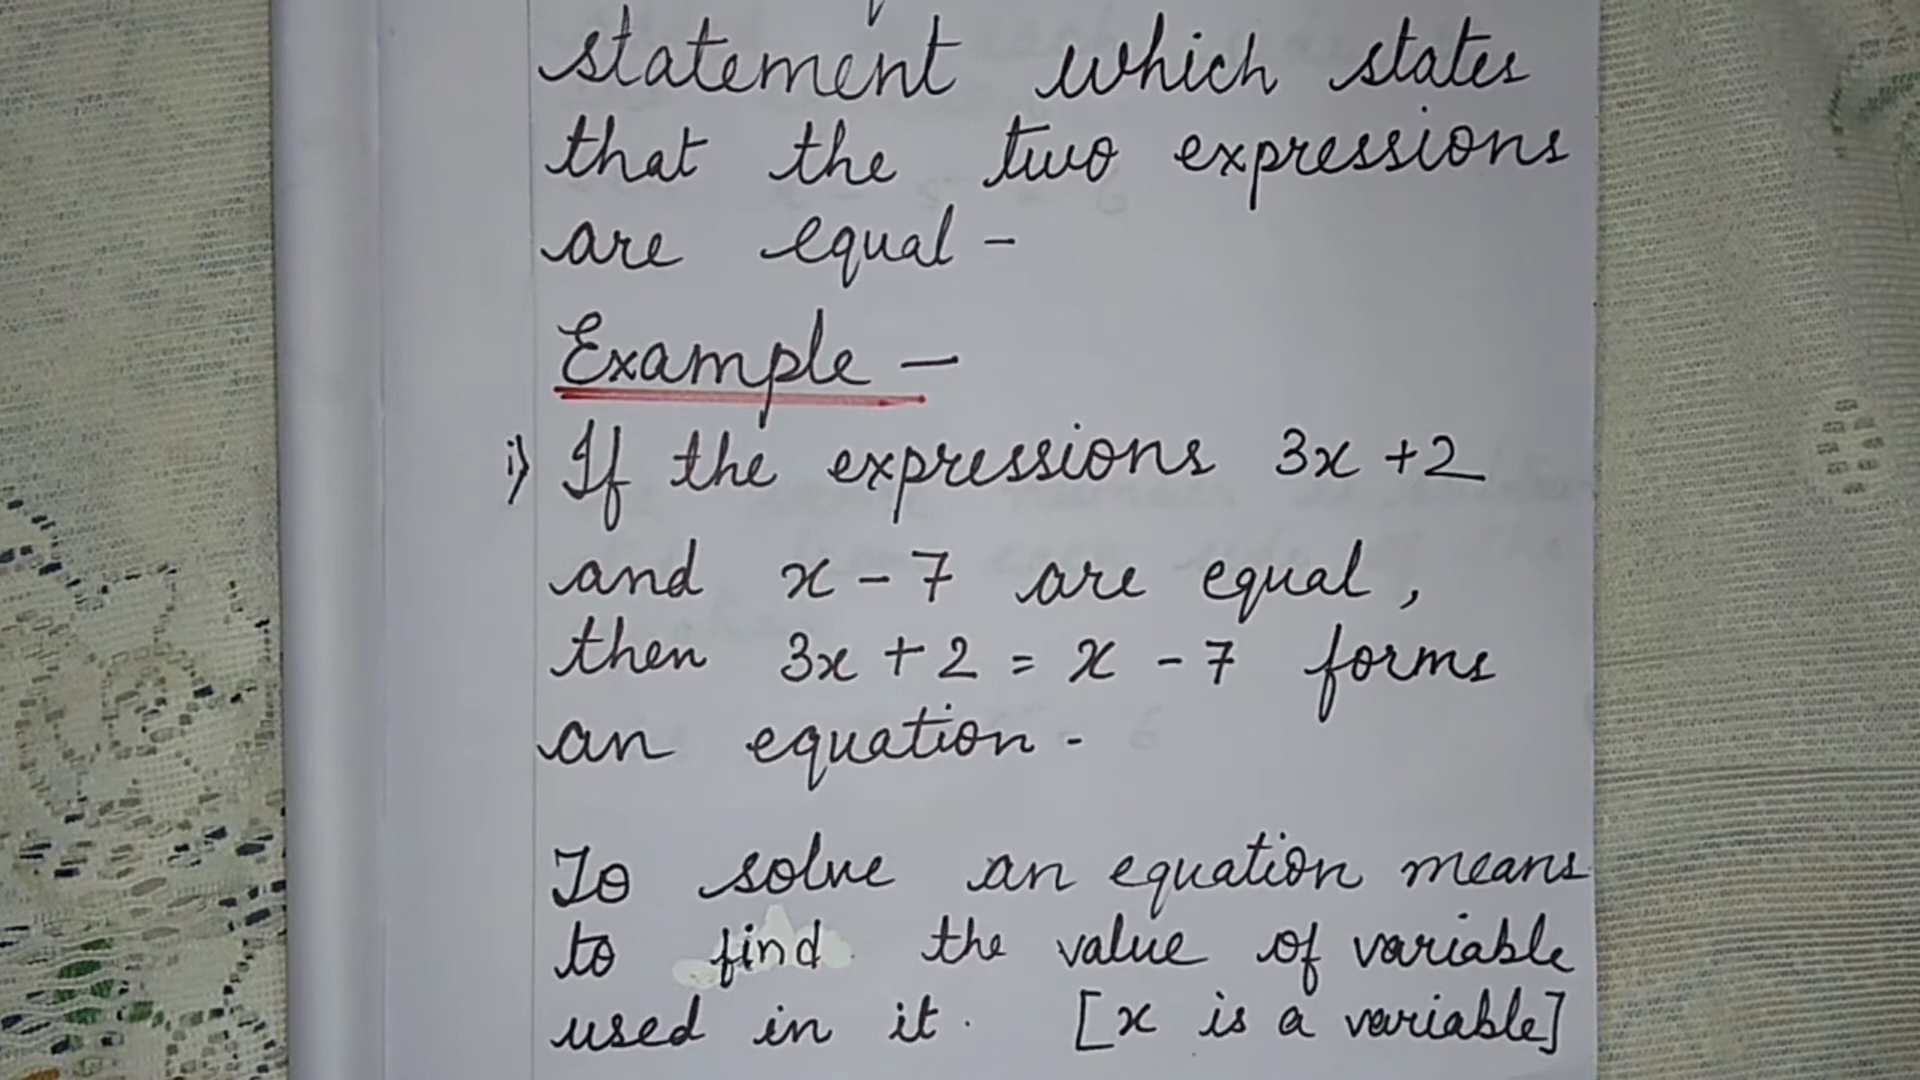 statement which states
that the two expressions
are equal -
Example -
i) If the expressions 3x + 2
and x - 7 are equal,
then 3x + 2 = x - 7 forms
an equation -
To solve an equation means
to find the value of variable
used in it. [x is a variable]